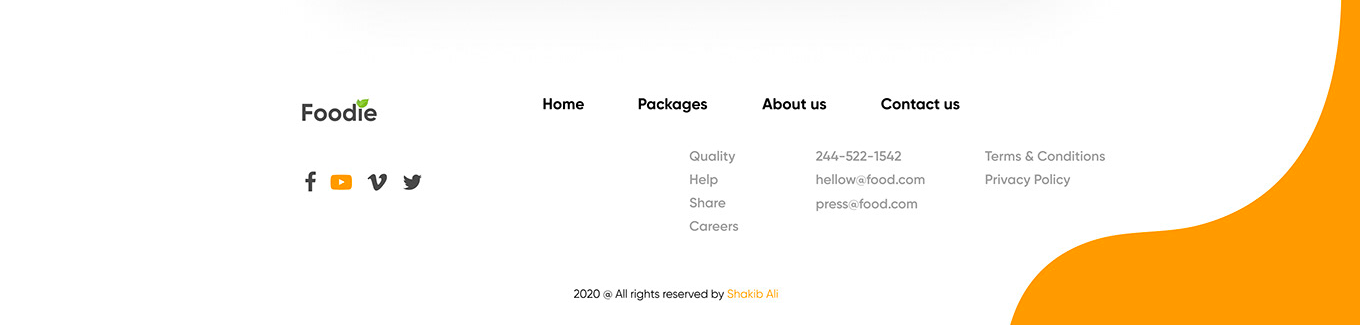 Foodie
Home Packages About us Contact us
Quality 244-522-1542 Terms & Conditions
Help hellow@food.com Privacy Policy
Share press@food.com
Careers
2020 @ All rights reserved by Shakib Ali